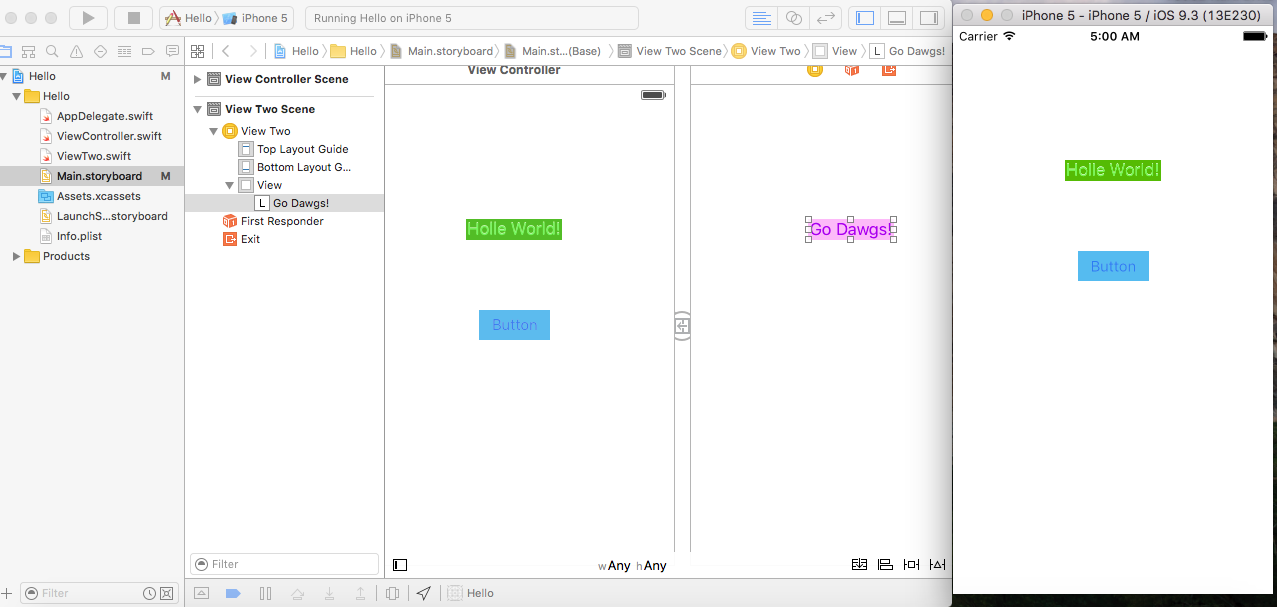 Hello iPhone 5 Running Hello on iPhone 5
Hello Hello Main.storyboard Main.st...(Base) View Two Scene View Two View L Go Dawgs!
Hello M
Hello
AppDelegate.swift
ViewController.swift
ViewTwo.swift
Main.storyboard M
Assets.xcassets
LaunchS...storyboard
Info.plist
Products
Filter
View Controller Scene
View Two Scene
View Two
Top Layout Guide
Bottom Layout G...
View
L Go Dawgs!
First Responder
Exit
Filter
View Controller
Holle World!
Button
Go Dawgs!
wAny hAny
Hello
iPhone 5 - iPhone 5 / iOS 9.3 (13E230)
Carrier 5:00 AM
Holle World!
Button